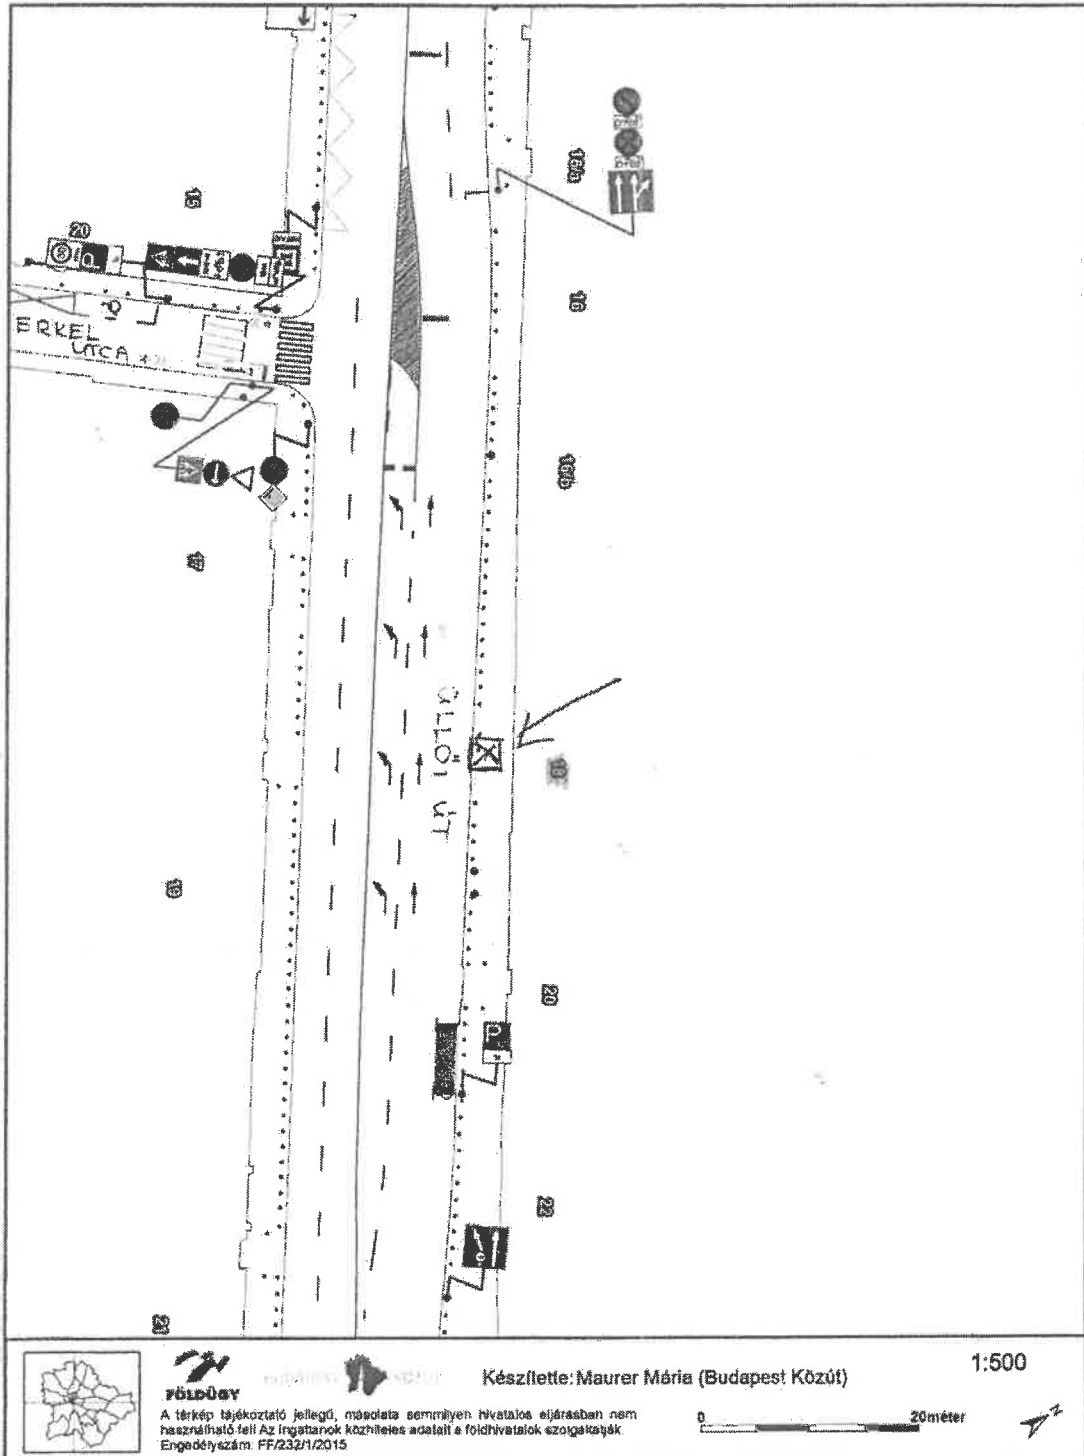 16/a
15
20
P
16
ERKEL
UTCA
16/b
17
ÜLLŐI ÚT
18
19
20
P
22
1:500
Készítette: Maurer Mária (Budapest Közút)
FÖLDÜGY
A térkép tájékoztató jellegű, másolata semmilyen hivatalos eljárásban nem
használható fel! Az ingatlanok közhiteles adatait a földhivatalok szolgáltatják.
Engedélyszám: FF/232/1/2015
0 20méter